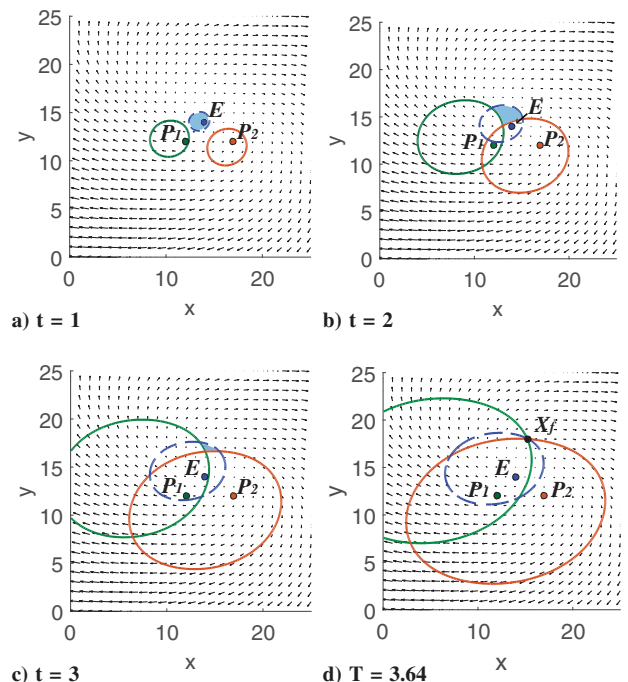 25
20
15
10
5
0
y
E
P1
P2
0 10 20
x
a) t = 1
25
20
15
10
5
0
y
E
P1
P2
0 10 20
x
b) t = 2
25
20
15
10
5
0
y
E
P1
P2
0 10 20
x
c) t = 3
25
20
15
10
5
0
y
Xf
E
P1
P2
0 10 20
x
d) T = 3.64